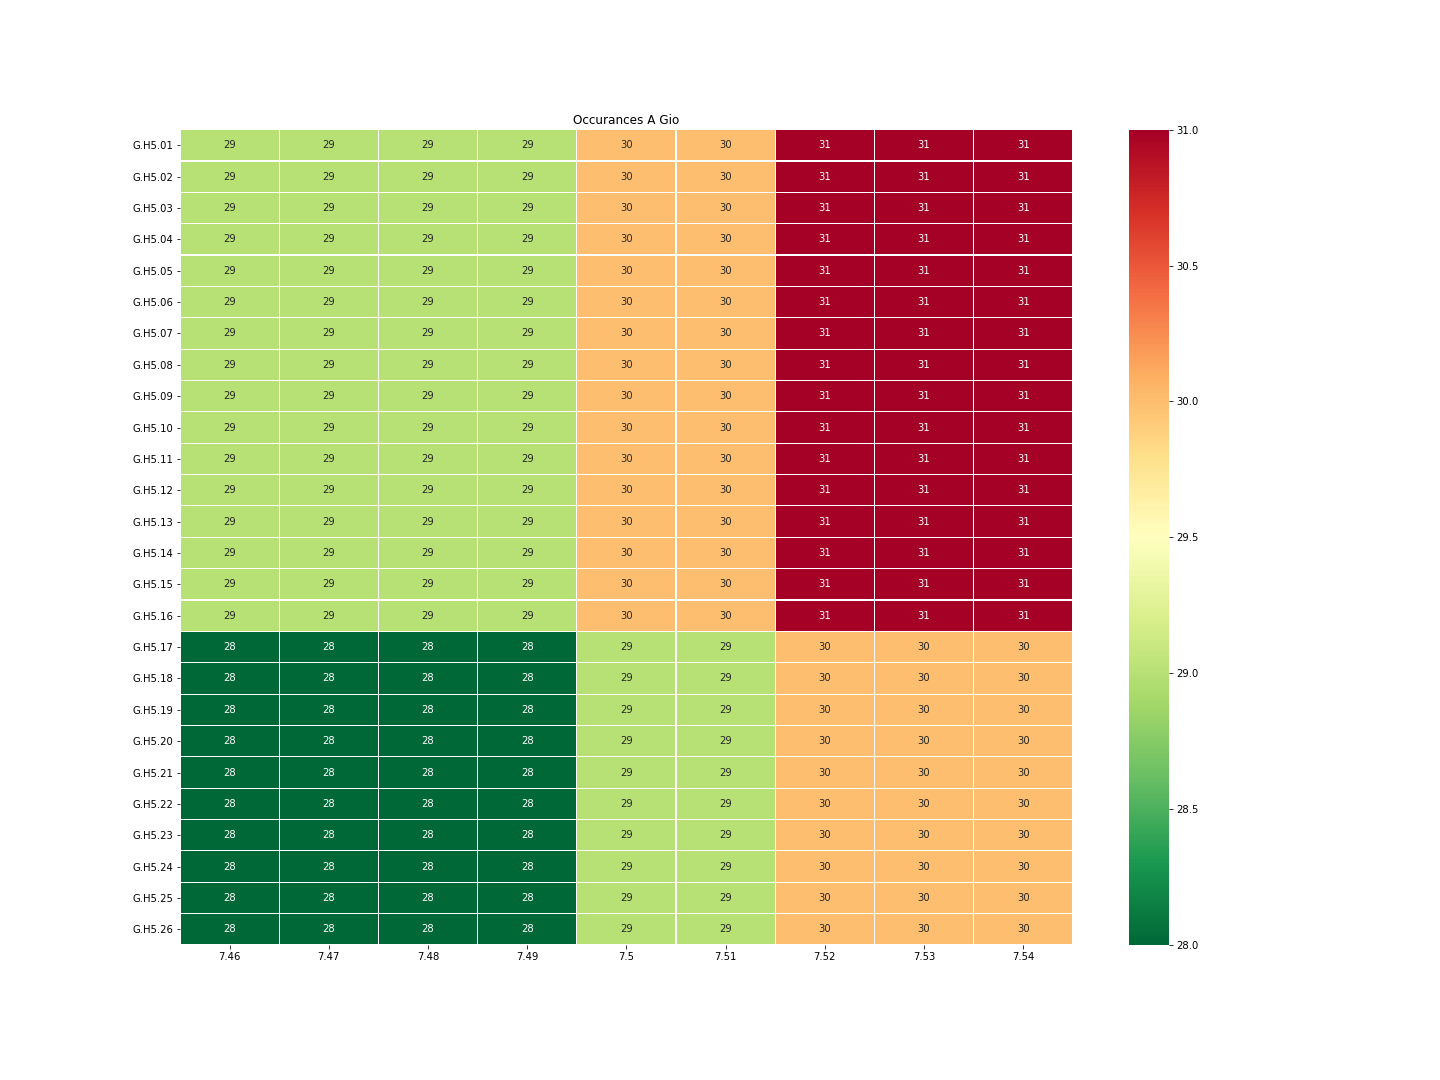 Occurances A Gio
G.H5.01 29 29 29 29 30 30 31 31 31
G.H5.02 29 29 29 29 30 30 31 31 31
G.H5.03 29 29 29 29 30 30 31 31 31
G.H5.04 29 29 29 29 30 30 31 31 31
G.H5.05 29 29 29 29 30 30 31 31 31
G.H5.06 29 29 29 29 30 30 31 31 31
G.H5.07 29 29 29 29 30 30 31 31 31
G.H5.08 29 29 29 29 30 30 31 31 31
G.H5.09 29 29 29 29 30 30 31 31 31
G.H5.10 29 29 29 29 30 30 31 31 31
G.H5.11 29 29 29 29 30 30 31 31 31
G.H5.12 29 29 29 29 30 30 31 31 31
G.H5.13 29 29 29 29 30 30 31 31 31
G.H5.14 29 29 29 29 30 30 31 31 31
G.H5.15 29 29 29 29 30 30 31 31 31
G.H5.16 29 29 29 29 30 30 31 31 31
G.H5.17 28 28 28 28 29 29 30 30 30
G.H5.18 28 28 28 28 29 29 30 30 30
G.H5.19 28 28 28 28 29 29 30 30 30
G.H5.20 28 28 28 28 29 29 30 30 30
G.H5.21 28 28 28 28 29 29 30 30 30
G.H5.22 28 28 28 28 29 29 30 30 30
G.H5.23 28 28 28 28 29 29 30 30 30
G.H5.24 28 28 28 28 29 29 30 30 30
G.H5.25 28 28 28 28 29 29 30 30 30
G.H5.26 28 28 28 28 29 29 30 30 30
7.46 7.47 7.48 7.49 7.5 7.51 7.52 7.53 7.54
31.0
30.5
30.0
29.5
29.0
28.5
28.0